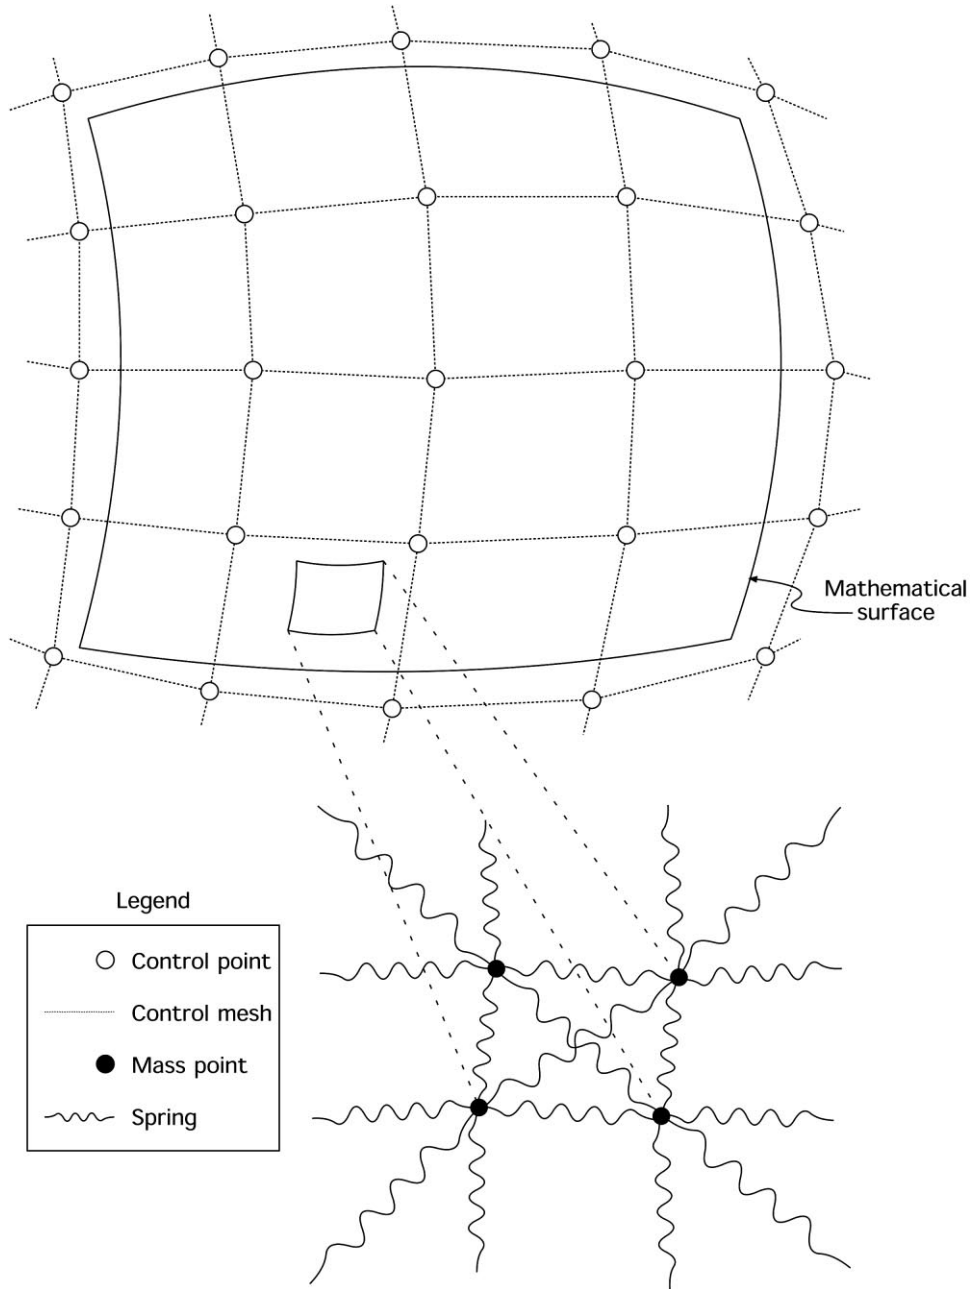 Mathematical
surface
Legend
Control point
Control mesh
Mass point
Spring